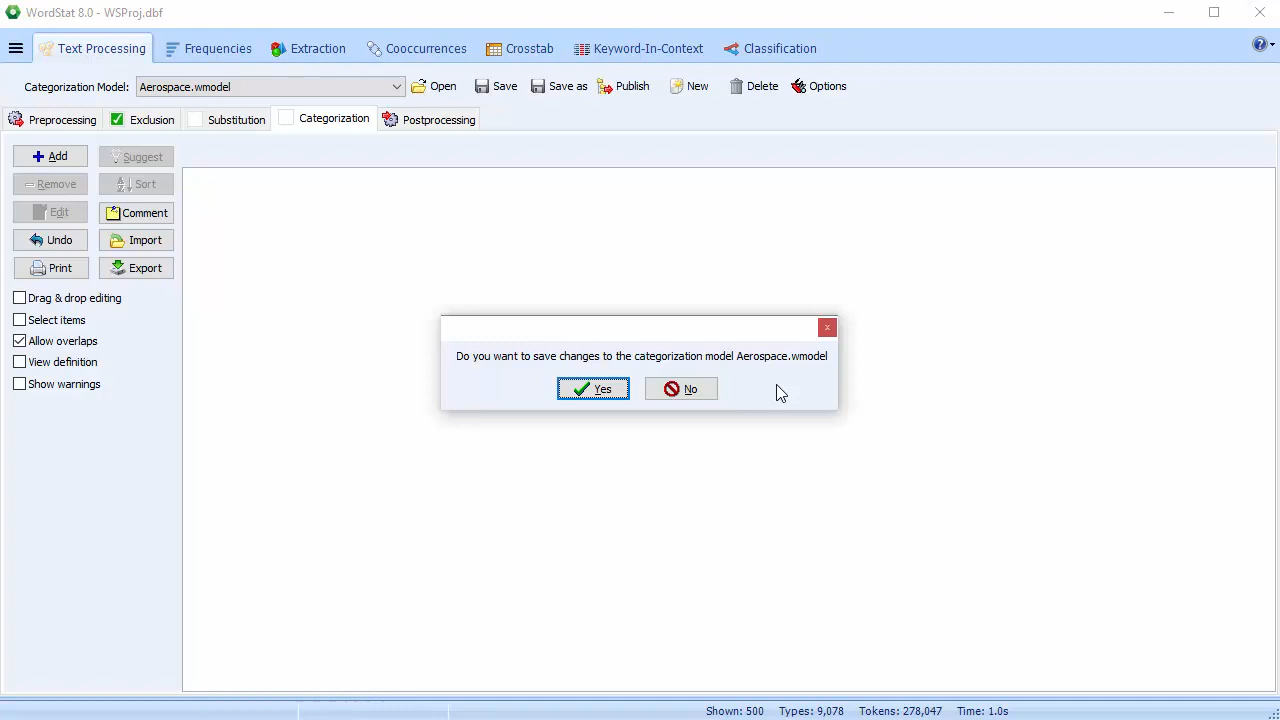 WordStat 8.0 - WSProj.dbf
Text Processing Frequencies Extraction Cooccurrences Crosstab Keyword-In-Context Classification
Categorization Model: Aerospace.wmodel Open Save Save as Publish New Delete Options
Preprocessing Exclusion Substitution Categorization Postprocessing
Add Suggest
Remove Sort
Edit Comment
Undo Import
Print Export
Drag & drop editing
Select items
Allow overlaps
View definition
Show warnings
Do you want to save changes to the categorization model Aerospace.wmodel
Yes No
Shown: 500 Types: 9,078 Tokens: 278,047 Time: 1.0s